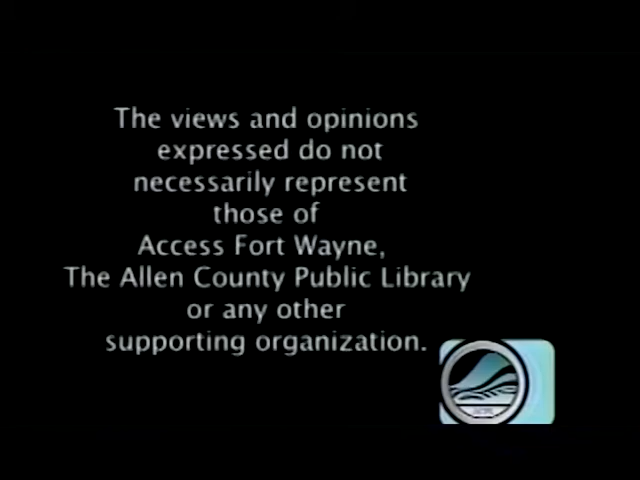 The views and opinions
expressed do not
necessarily represent
those of
Access Fort Wayne,
The Allen County Public Library
or any other
supporting organization.